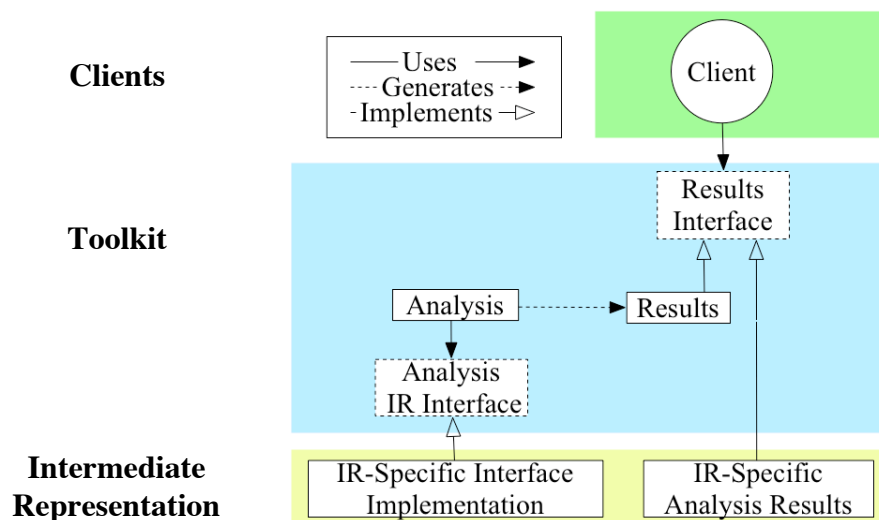 Clients
Uses
Generates
Implements
Client
Toolkit
Results
Interface
Analysis
Results
Analysis
IR Interface
Intermediate
Representation
IR-Specific Interface
Implementation
IR-Specific
Analysis Results